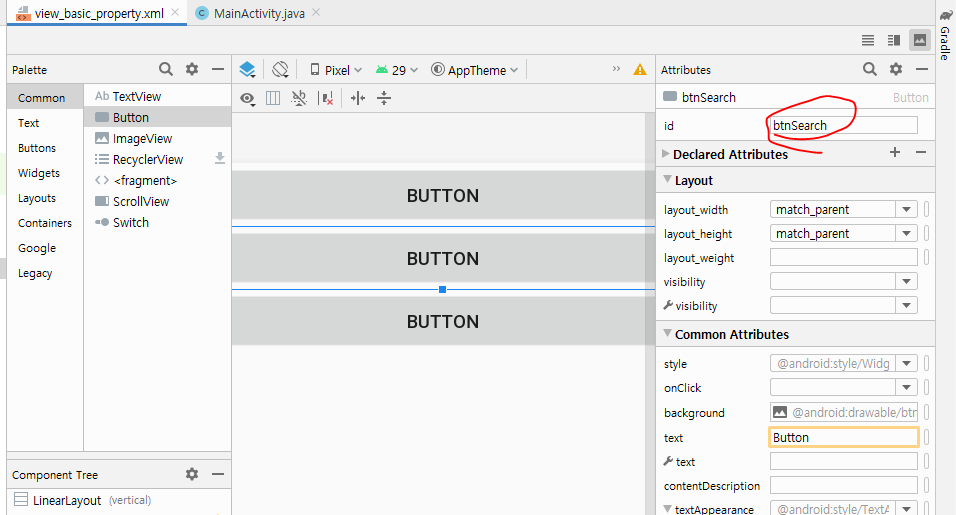 view_basic_property.xml
MainActivity.java
Gradle
Palette
Pixel
29
AppTheme
Attributes
Common
Text
Buttons
Widgets
Layouts
Containers
Google
Legacy
Ab TextView
Button
ImageView
RecyclerView
<fragment>
ScrollView
Switch
BUTTON
BUTTON
BUTTON
btnSearch Button
id btnSearch
Declared Attributes
Layout
layout_width match_parent
layout_height match_parent
layout_weight
visibility
visibility
Common Attributes
style @android:style/Widg
onClick
background @android:drawable/btn
text Button
text
contentDescription
textAppearance @android:style/TextA
Component Tree
LinearLayout (vertical)